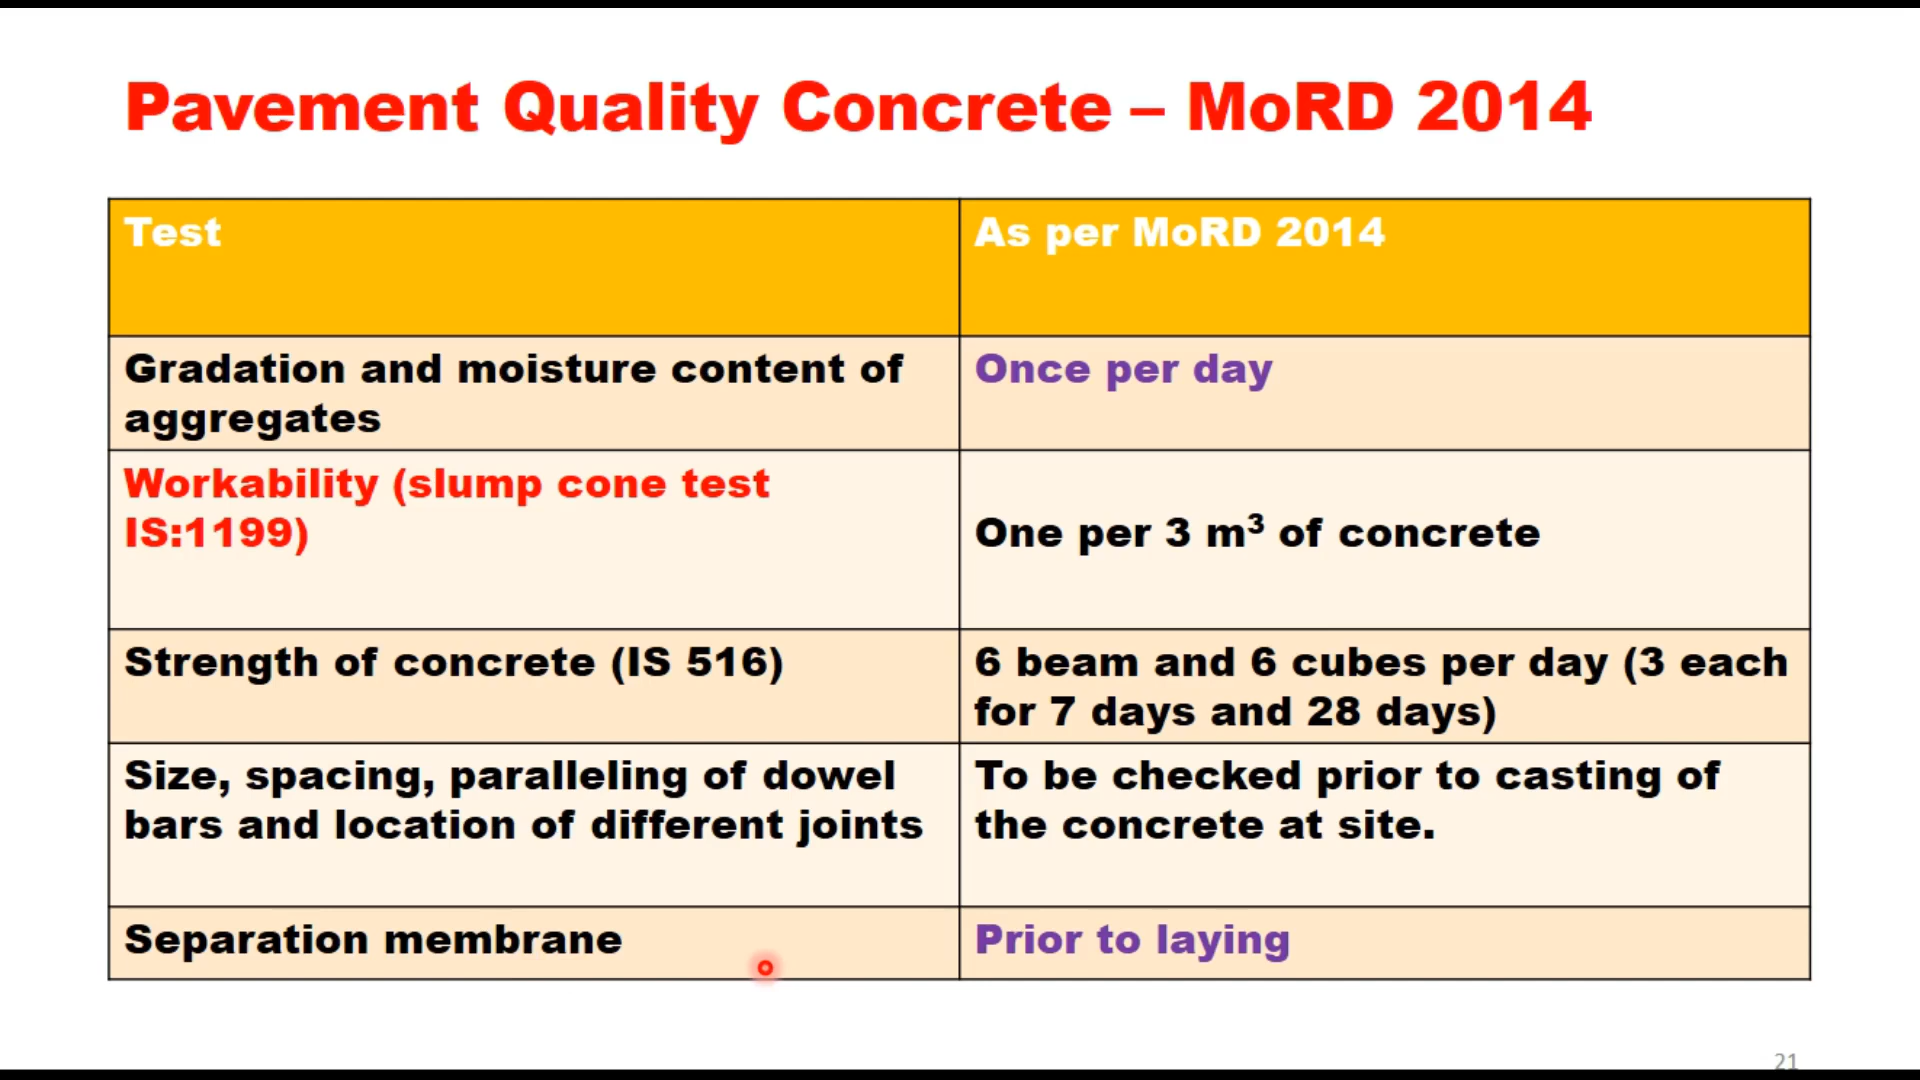 Pavement Quality Concrete – MoRD 2014
Test
As per MoRD 2014
Gradation and moisture content of
aggregates
Once per day
Workability (slump cone test
IS:1199)
One per 3 m³ of concrete
Strength of concrete (IS 516)
6 beam and 6 cubes per day (3 each
for 7 days and 28 days)
Size, spacing, paralleling of dowel
bars and location of different joints
To be checked prior to casting of
the concrete at site.
Separation membrane
Prior to laying
21